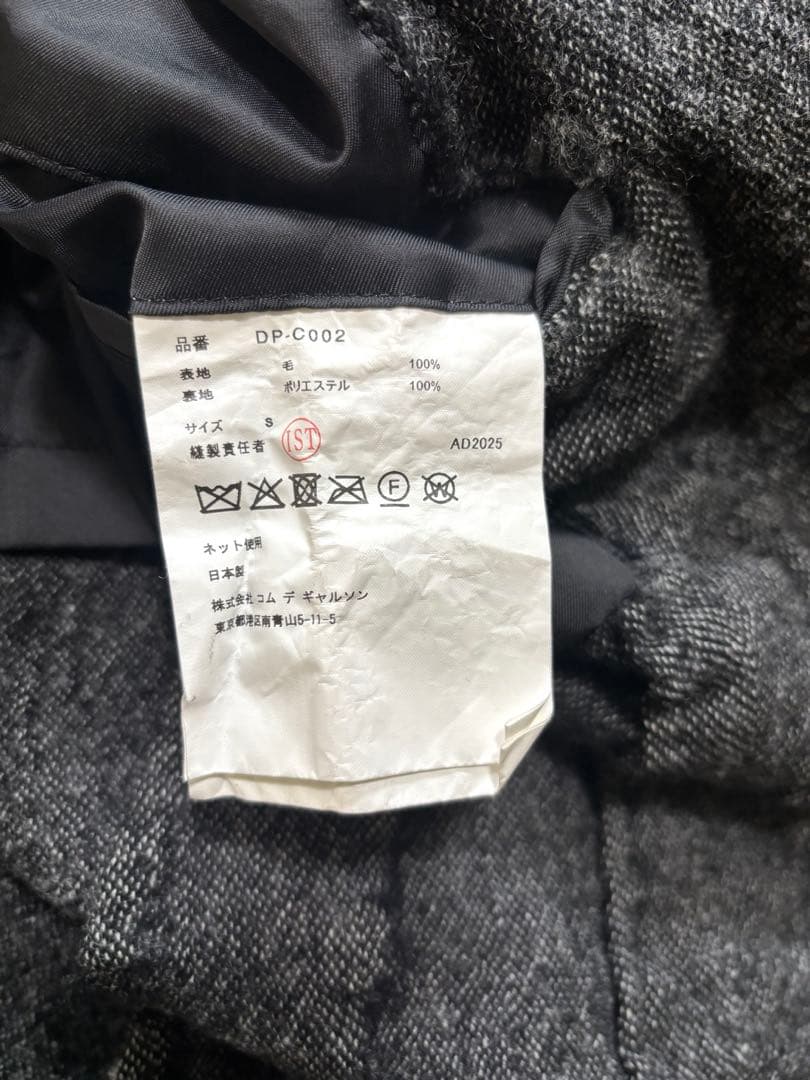 品番 DP-C002
表地 毛 100%
裏地 ポリエステル 100%
サイズ S
縫製責任者 IST AD2025
F W
ネット使用
日本製
株式会社コム デ ギャルソン
東京都港区南青山5-11-5